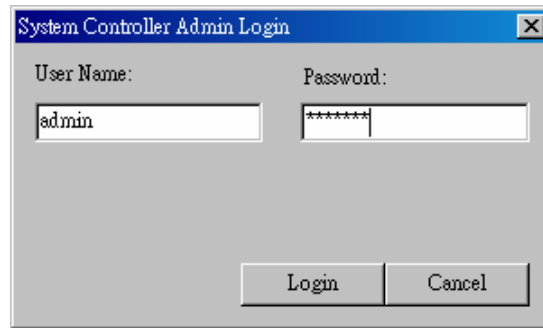 System Controller Admin Login
User Name: Password:
admin *******
Login Cancel